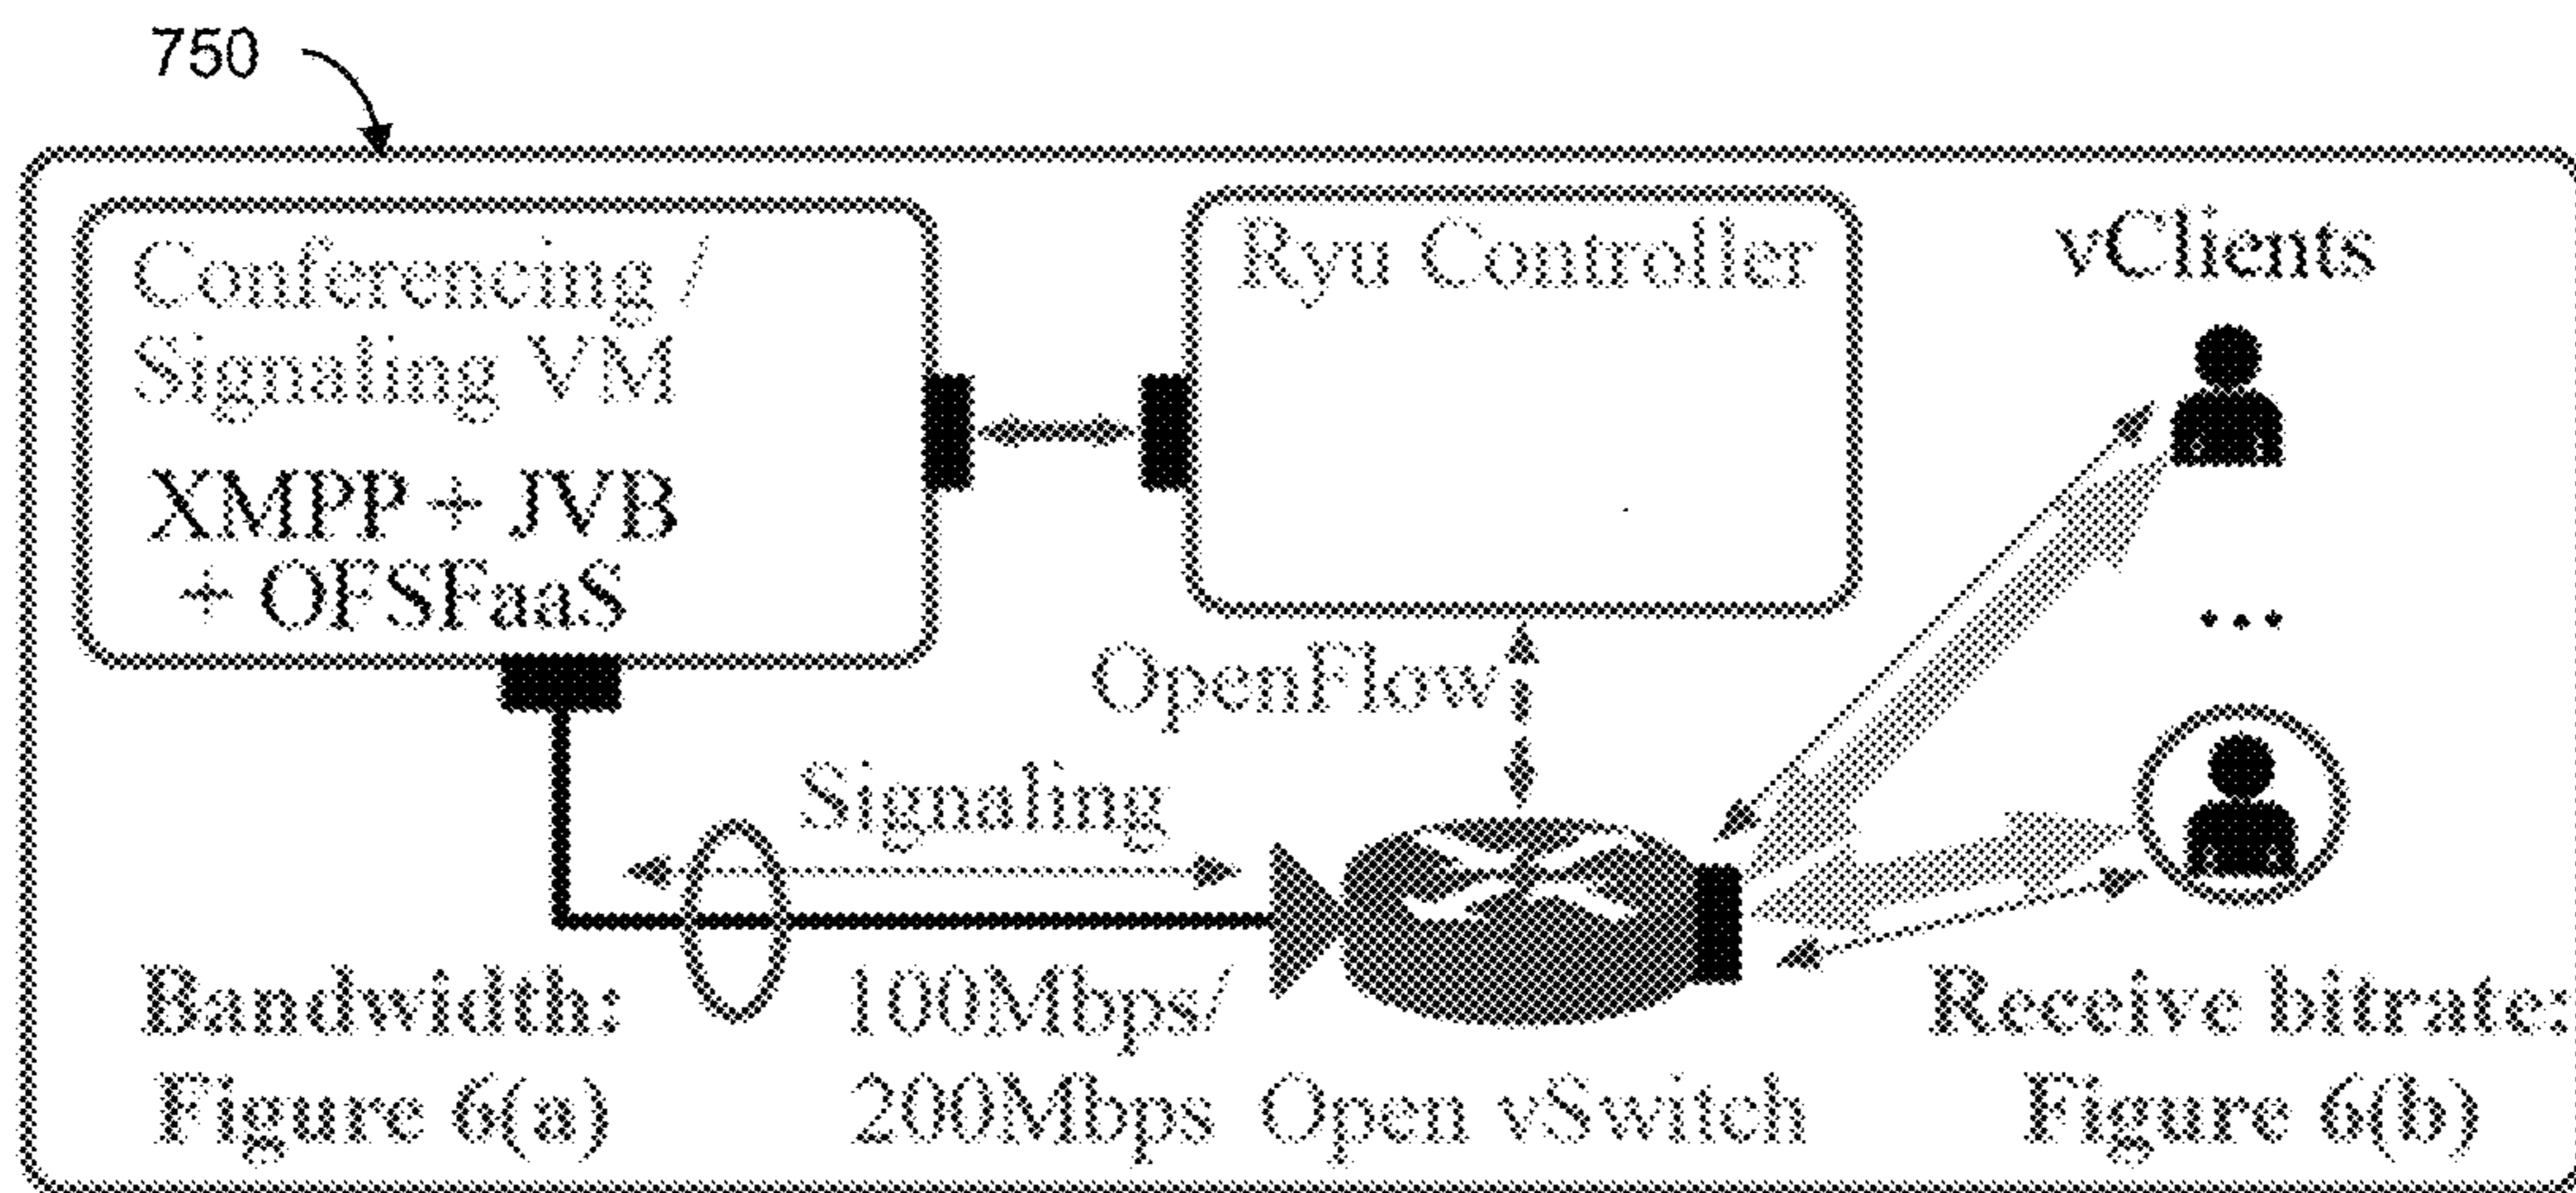 750
Conferencing /
Signaling VM
XMPP + JVB
+ OFSFaaS
Ryu Controller
vClients
...
OpenFlow
Signaling
Bandwidth:
Figure 6(a)
100Mbps/
200Mbps
Open vSwitch
Receive bitrate:
Figure 6(b)